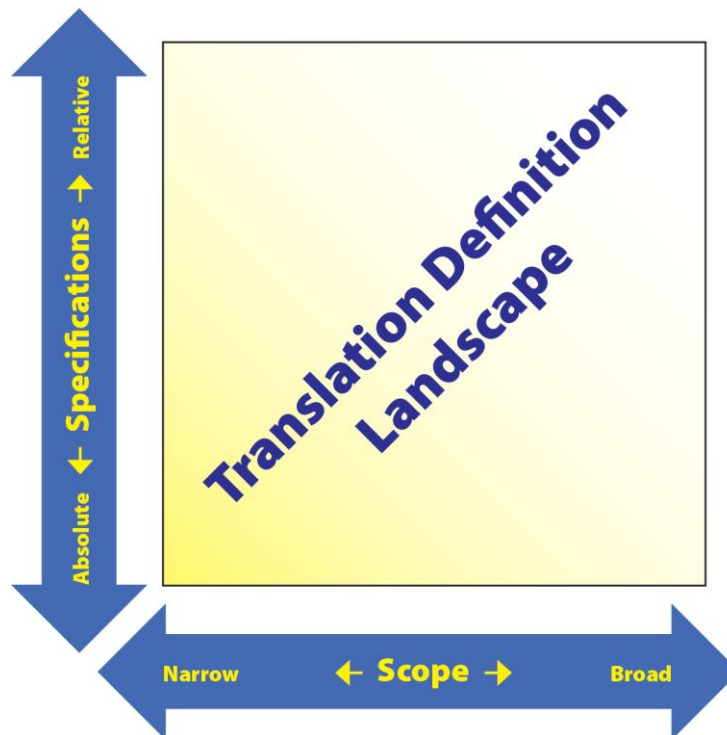 Absolute ← Specifications → Relative
Translation Definition
Landscape
Narrow ← Scope → Broad